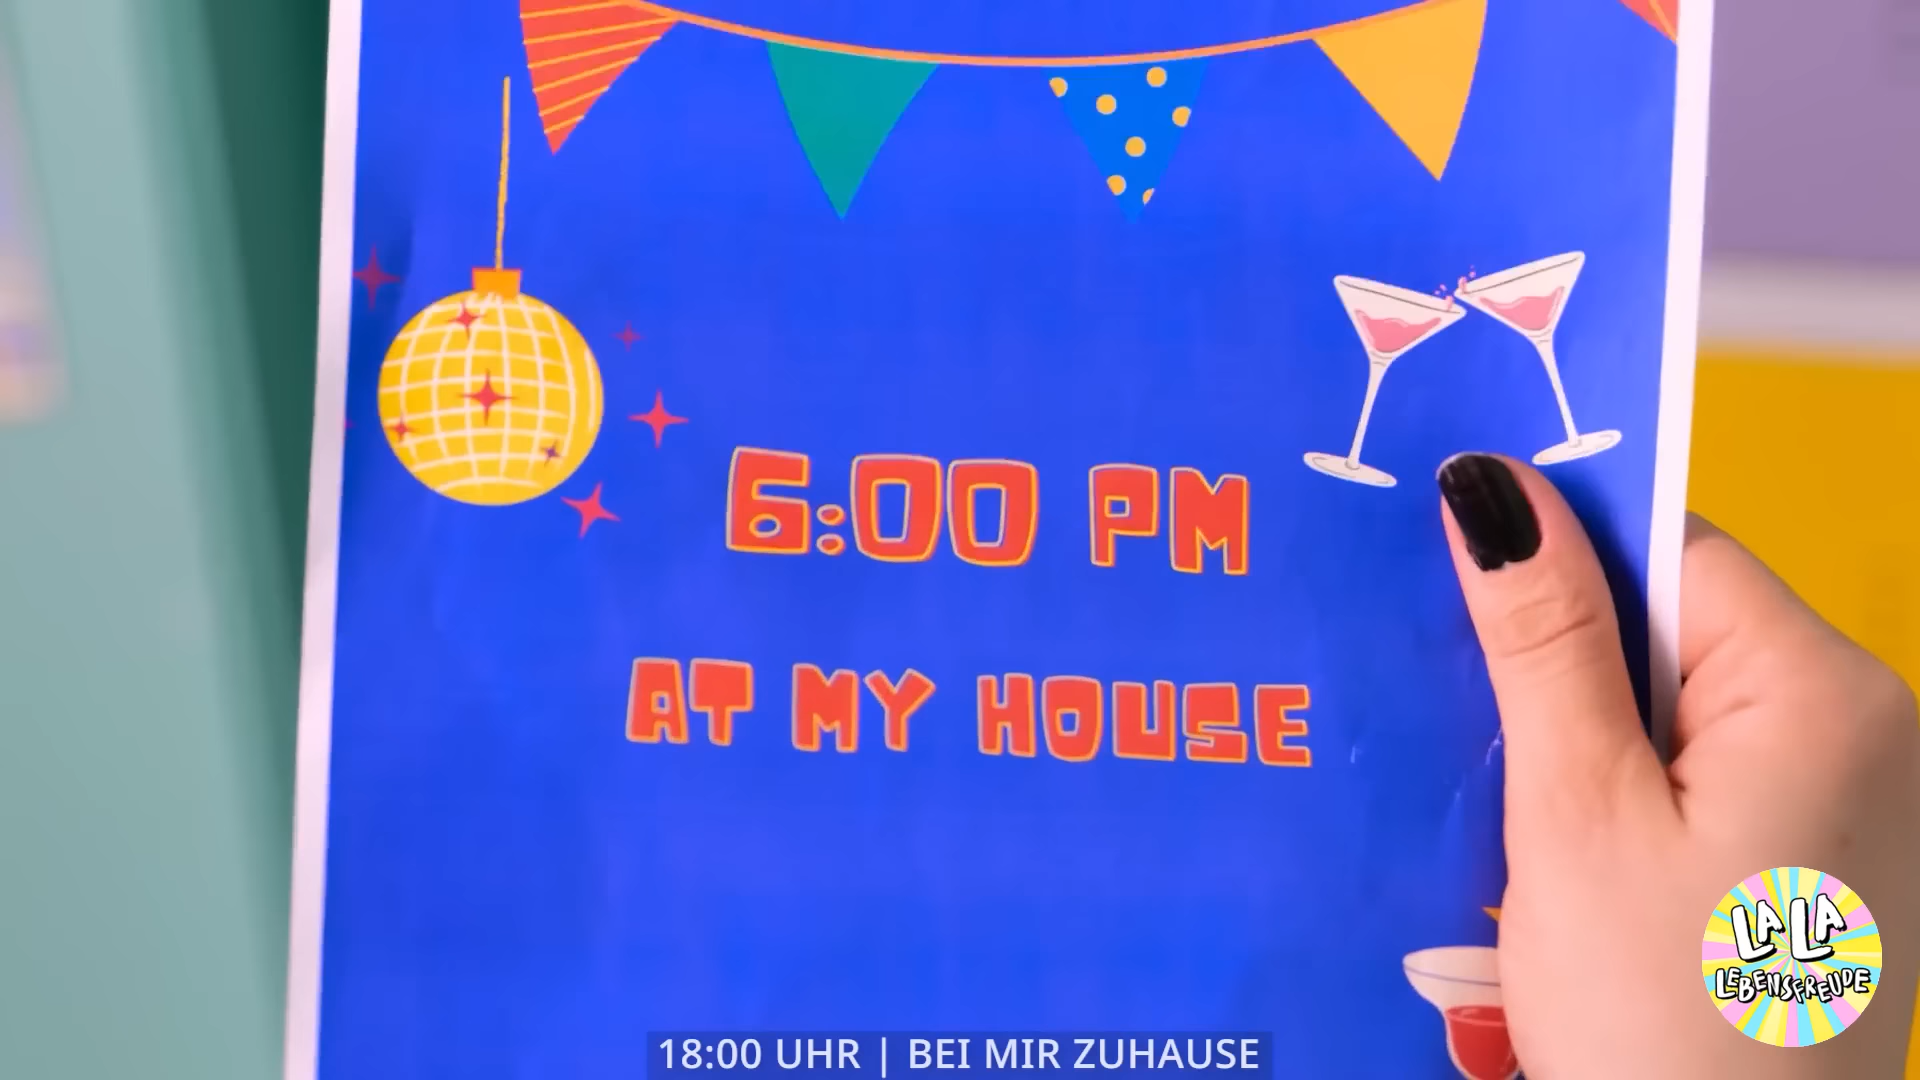 6:00 PM
AT MY HOUSE
LA LA
LEBENSFREUDE
18:00 UHR | BEI MIR ZUHAUSE